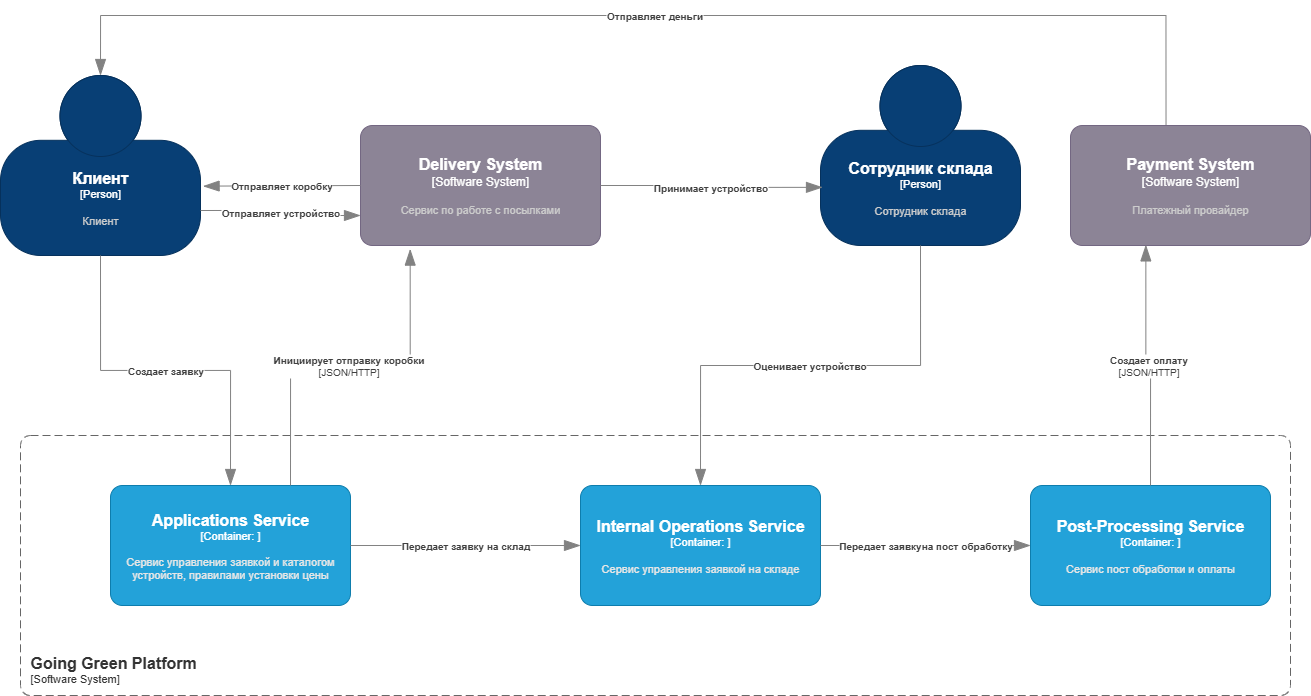 Отправляет деньги
Клиент
[Person]
Клиент
Отправляет коробку
Отправляет устройство
Delivery System
[Software System]
Сервис по работе с посылками
Принимает устройство
Сотрудник склада
[Person]
Сотрудник склада
Payment System
[Software System]
Платежный провайдер
Создает заявку
Инициирует отправку коробки
[JSON/HTTP]
Оценивает устройство
Создает оплату
[JSON/HTTP]
Applications Service
[Container: ]
Сервис управления заявкой и каталогом
устройств, правилами установки цены
Передает заявку на склад
Internal Operations Service
[Container: ]
Сервис управления заявкой на складе
Передает заявкуна пост обработку
Post-Processing Service
[Container: ]
Сервис пост обработки и оплаты
Going Green Platform
[Software System]